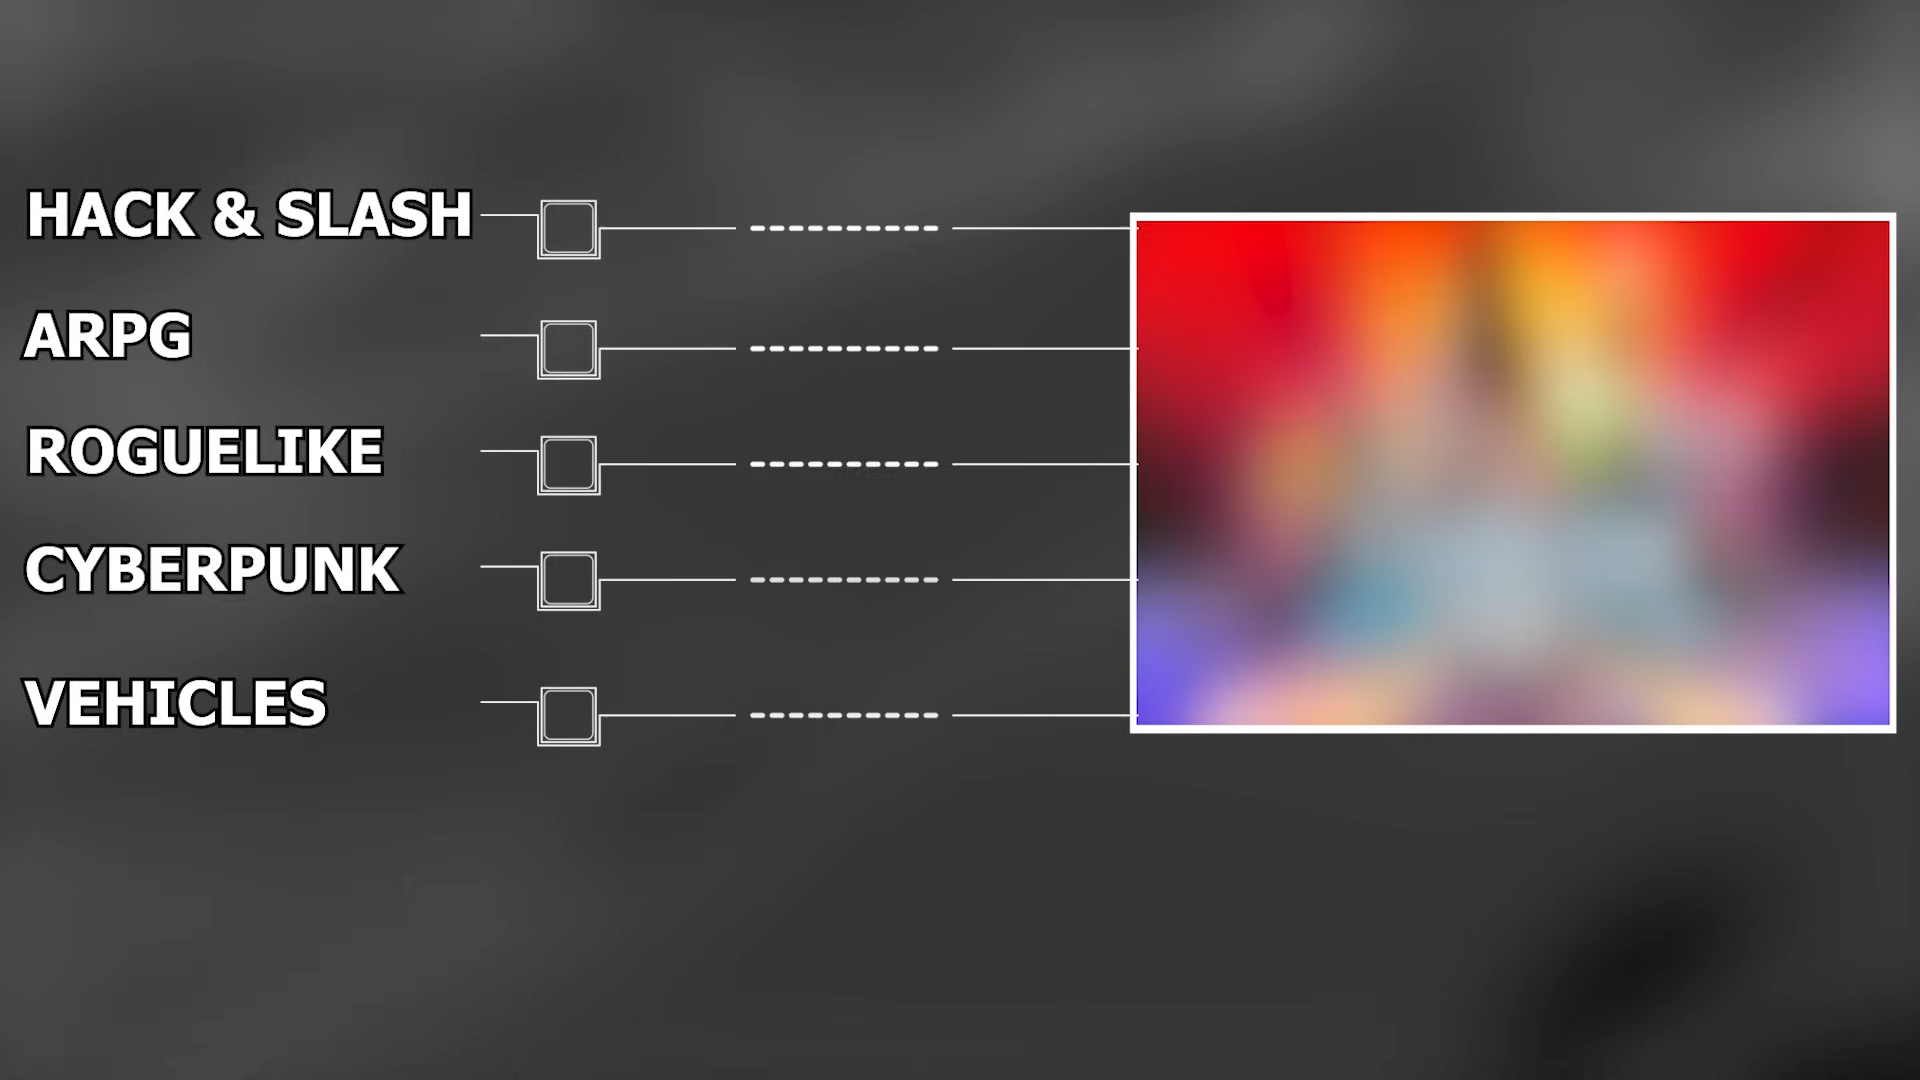 HACK & SLASH
ARPG
ROGUELIKE
CYBERPUNK
VEHICLES